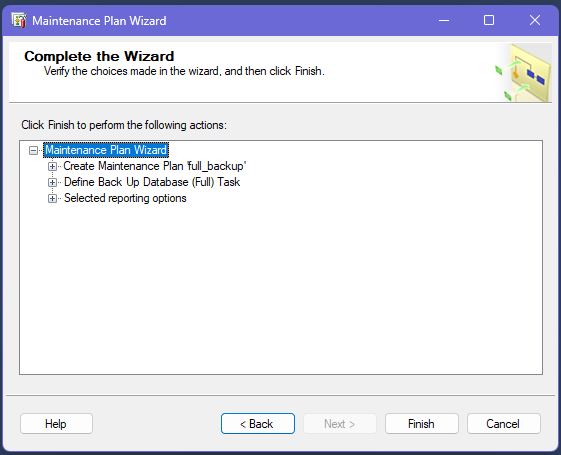 Maintenance Plan Wizard
Complete the Wizard
Verify the choices made in the wizard, and then click Finish.
Click Finish to perform the following actions:
Maintenance Plan Wizard
Create Maintenance Plan 'full_backup'
Define Back Up Database (Full) Task
Selected reporting options
Help
< Back
Next >
Finish
Cancel